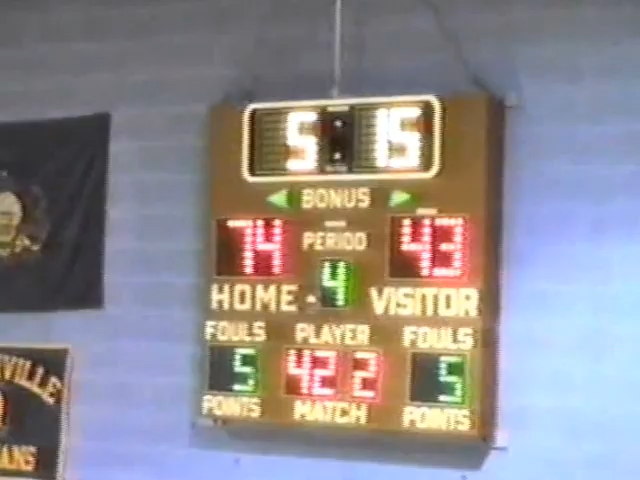 5:15
BONUS
74 PERIOD 43
HOME 4 VISITOR
FOULS PLAYER FOULS
5 42 2 5
POINTS MATCH POINTS
VILLE
ANS